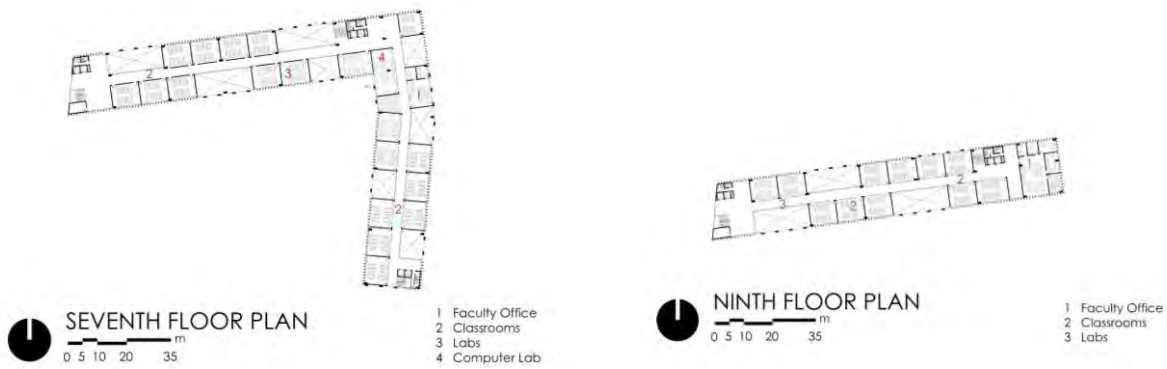 2
3
4
1
2
SEVENTH FLOOR PLAN
m
0 5 10 20 35
1 Faculty Office
2 Classrooms
3 Labs
4 Computer Lab
1
2
3
2
NINTH FLOOR PLAN
m
0 5 10 20 35
1 Faculty Office
2 Classrooms
3 Labs